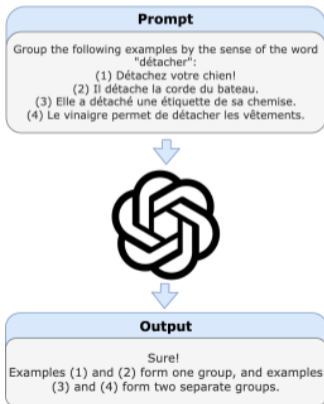 Prompt
Group the following examples by the sense of the word
"détacher":
(1) Détachez votre chien!
(2) Il détache la corde du bateau.
(3) Elle a détaché une étiquette de sa chemise.
(4) Le vinaigre permet de détacher les vêtements.
Output
Sure!
Examples (1) and (2) form one group, and examples
(3) and (4) form two separate groups.